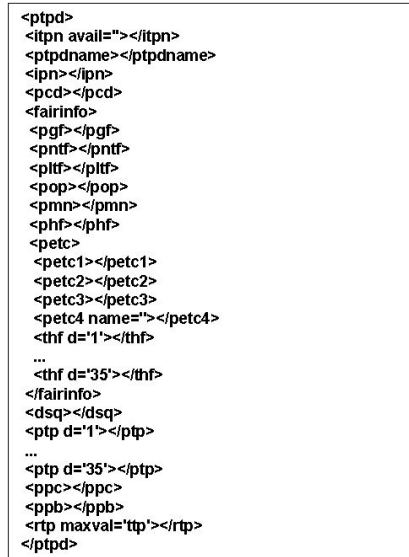 <ptpd>
<itpn avail=''></itpn>
<ptpdname></ptpdname>
<ipn></ipn>
<pcd></pcd>
<fairinfo>
<pgf></pgf>
<pntf></pntf>
<pltf></pltf>
<pop></pop>
<pmn></pmn>
<phf></phf>
<petc>
<petc1></petc1>
<petc2></petc2>
<petc3></petc3>
<petc4 name=''></petc4>
<thf d='1'></thf>
...
<thf d='35'></thf>
</fairinfo>
<dsq></dsq>
<ptp d='1'></ptp>
...
<ptp d='35'></ptp>
<ppc></ppc>
<ppb></ppb>
<rtp maxval='ttp'></rtp>
</ptpd>